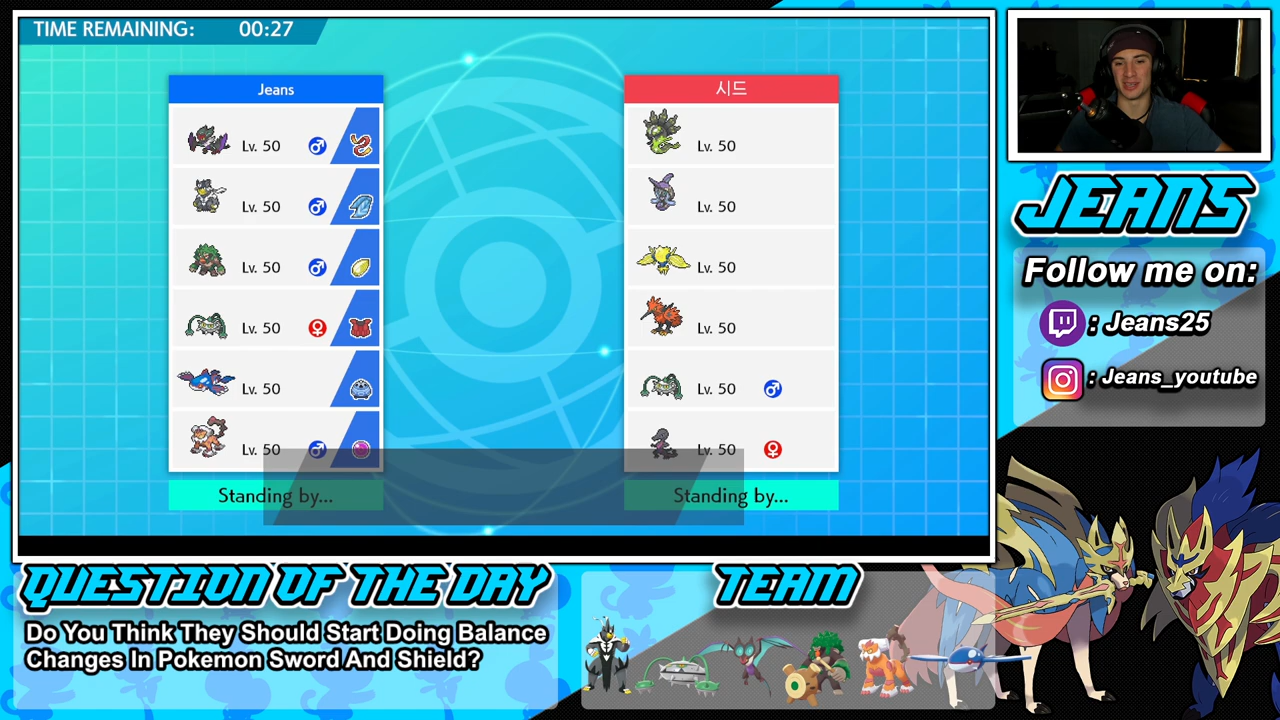 TIME REMAINING: 00:27
Jeans
Lv. 50
Lv. 50
Lv. 50
Lv. 50
Lv. 50
Lv. 50
Standing by...
시드
Lv. 50
Lv. 50
Lv. 50
Lv. 50
Lv. 50
Lv. 50
Standing by...
JEANS
Follow me on:
: Jeans25
: Jeans_youtube
QUESTION OF THE DAY
Do You Think They Should Start Doing Balance
Changes In Pokemon Sword And Shield?
TEAM